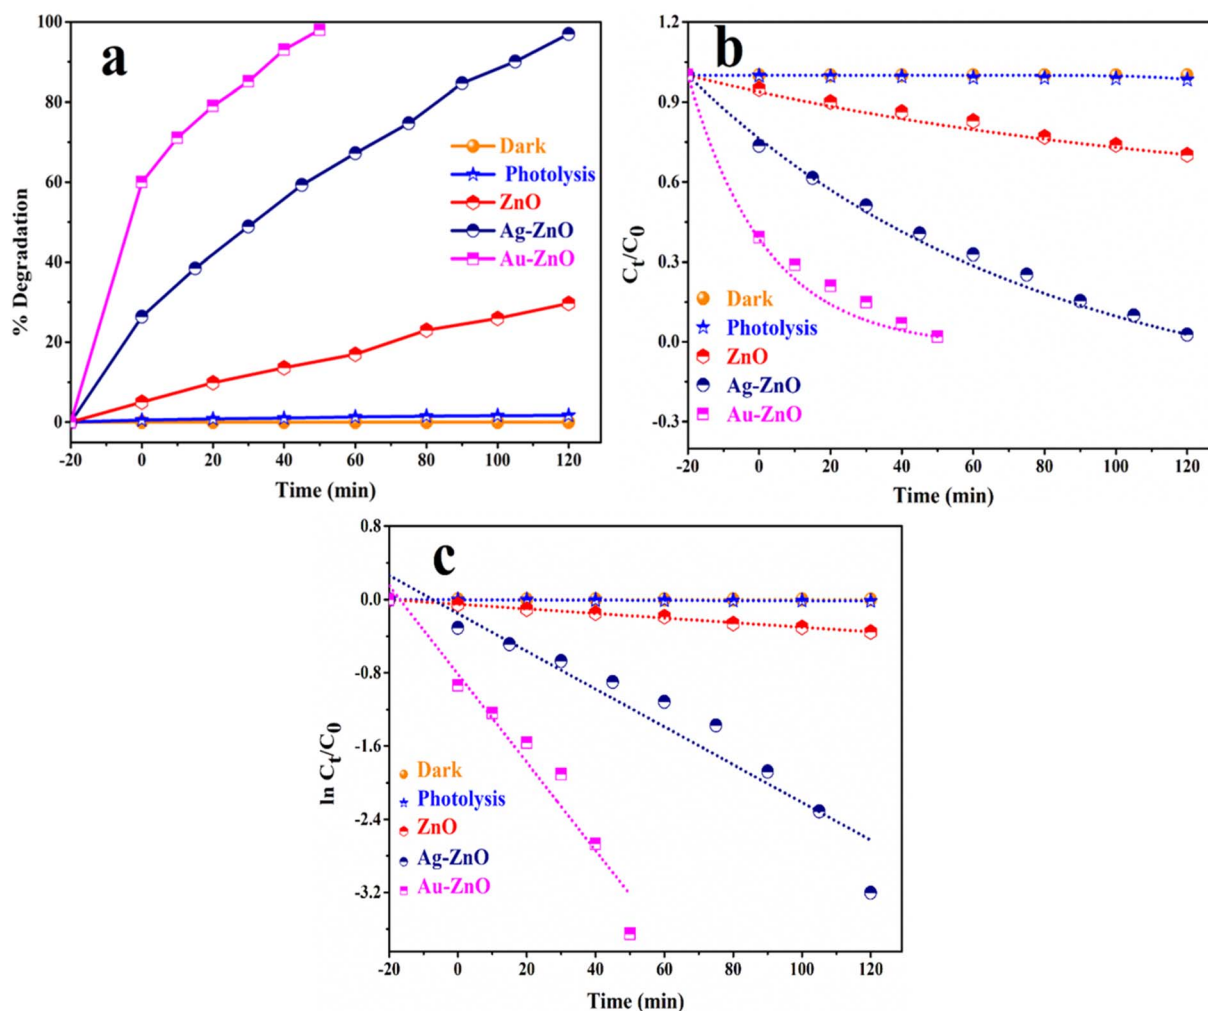 a
100
80
60
40
20
0
% Degradation
Dark
Photolysis
ZnO
Ag-ZnO
Au-ZnO
-20 0 20 40 60 80 100 120
Time (min)
b
1.2
0.9
0.6
0.3
0.0
-0.3
Ct/C0
Dark
Photolysis
ZnO
Ag-ZnO
Au-ZnO
-20 0 20 40 60 80 100 120
Time (min)
c
0.8
0.0
-0.8
-1.6
-2.4
-3.2
ln Ct/C0
Dark
Photolysis
ZnO
Ag-ZnO
Au-ZnO
-20 0 20 40 60 80 100 120
Time (min)